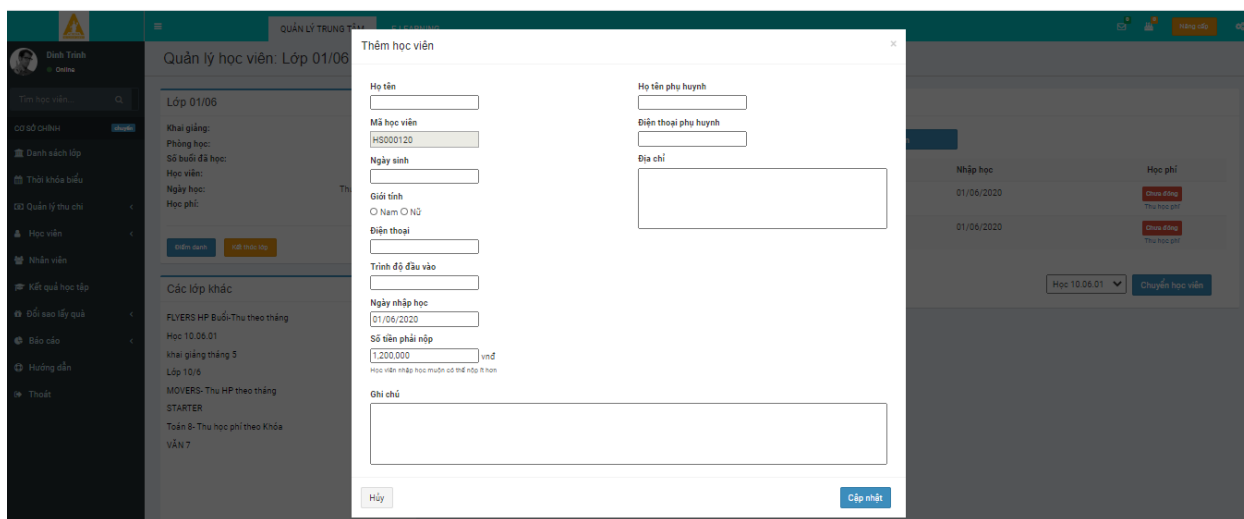 QUẢN LÝ TRUNG TÂM
E-LEARNING
Hàng cấp
Dinh Trinh
Online
Tìm học viên...
CƠ SỞ CHÍNH
chuyển
Danh sách lớp
Thời khóa biểu
Quản lý thu chi
Học viên
Nhân viên
Kết quả học tập
Đổi sao lấy quà
Báo cáo
Hướng dẫn
Thoát
Quản lý học viên: Lớp 01/06
Lớp 01/06
Khai giảng:
Phòng học:
Số buổi đã học:
Học viên:
Ngày học:
Học phí:
Điểm danh
Kết thúc lớp
Các lớp khác
FLYERS HP Buổi-Thu theo tháng
Học 10.06.01
khai giảng tháng 5
Lớp 10/6
MOVERS- Thu HP theo tháng
STARTER
Toán 8- Thu học phí theo Khóa
VĂN 7
Thêm học viên
×
Họ tên
Mã học viên
HS000120
Ngày sinh
Giới tính
Nam Nữ
Điện thoại
Trình độ đầu vào
Ngày nhập học
01/06/2020
Số tiền phải nộp
1,200,000 vnđ
Học viên nhập học muộn có thể nộp ít hơn
Ghi chú
Họ tên phụ huynh
Điện thoại phụ huynh
Địa chỉ
Hủy
Cập nhật
Nhập học Học phí
01/06/2020 Chưa đóng
Thu học phí
01/06/2020 Chưa đóng
Thu học phí
Học 10.06.01 Chuyển học viên